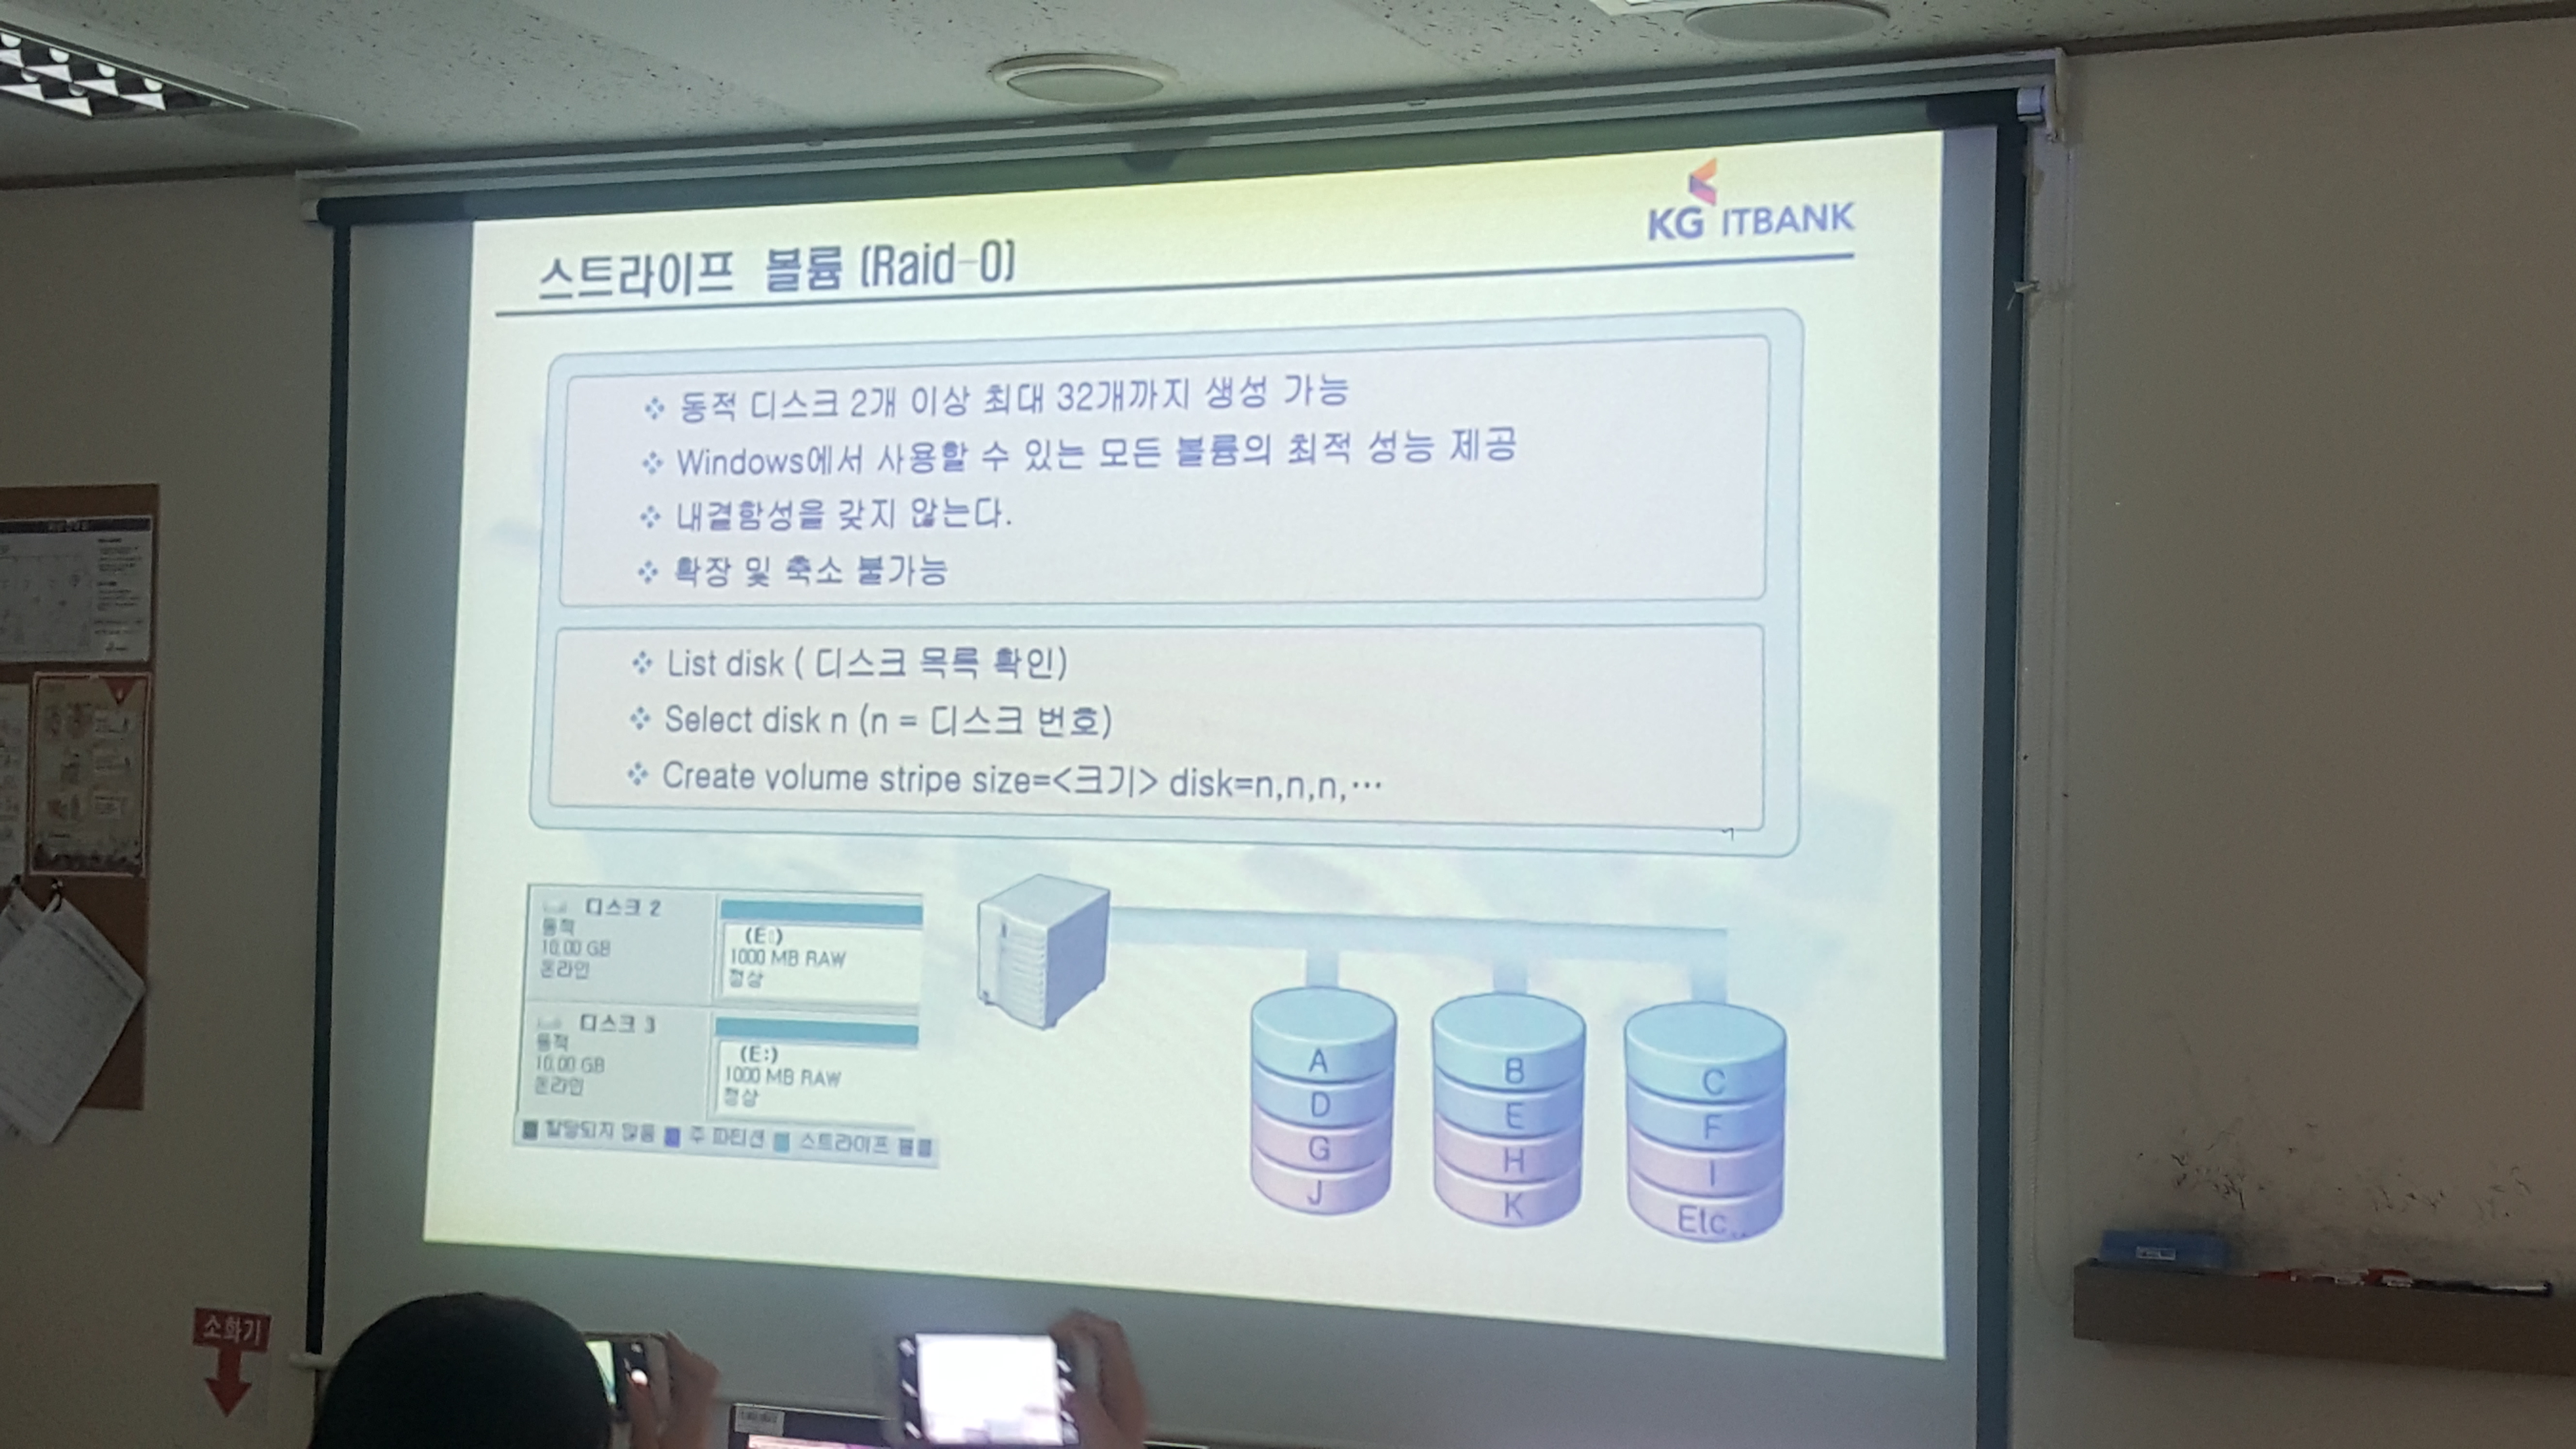 KG ITBANK
스트라이프 볼륨 (Raid-0)
동적 디스크 2개 이상 최대 32개까지 생성 가능
Windows에서 사용할 수 있는 모든 볼륨의 최적 성능 제공
내결함성을 갖지 않는다.
확장 및 축소 불가능
List disk ( 디스크 목록 확인)
Select disk n (n = 디스크 번호)
Create volume stripe size=<크기> disk=n,n,n,…
디스크 2
동적
10.00 GB
온라인
(E:)
1000 MB RAW
정상
디스크 3
동적
10.00 GB
온라인
(E:)
1000 MB RAW
정상
할당되지 않음 주 파티션 스트라이프 볼륨
A B C
D E F
G H I
J K Etc..
소화기